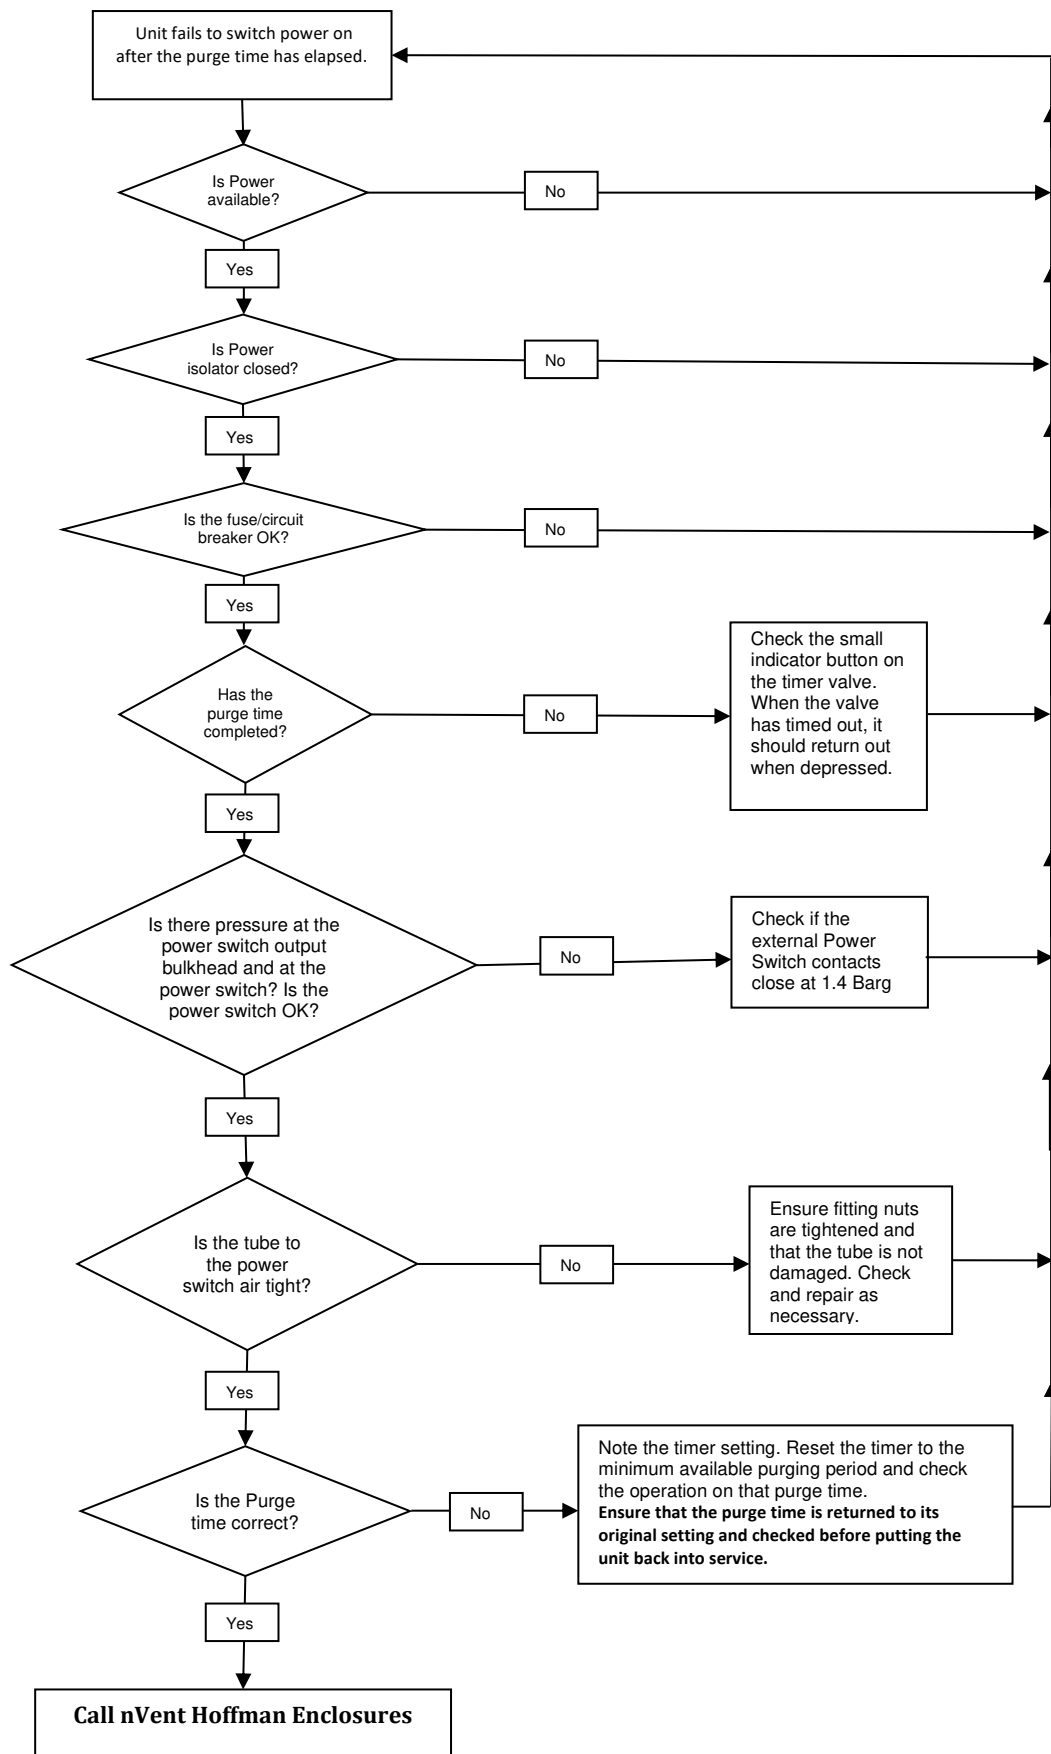 Unit fails to switch power on
after the purge time has elapsed.
Is Power
available?
No
Yes
Is Power
isolator closed?
No
Yes
Is the fuse/circuit
breaker OK?
No
Yes
Has the
purge time
completed?
No
Check the small
indicator button on
the timer valve.
When the valve
has timed out, it
should return out
when depressed.
Yes
Is there pressure at the
power switch output
bulkhead and at the
power switch? Is the
power switch OK?
No
Check if the
external Power
Switch contacts
close at 1.4 Barg
Yes
Is the tube to
the power
switch air tight?
No
Ensure fitting nuts
are tightened and
that the tube is not
damaged. Check
and repair as
necessary.
Yes
Is the Purge
time correct?
No
Note the timer setting. Reset the timer to the
minimum available purging period and check
the operation on that purge time.
Ensure that the purge time is returned to its
original setting and checked before putting the
unit back into service.
Yes
Call nVent Hoffman Enclosures